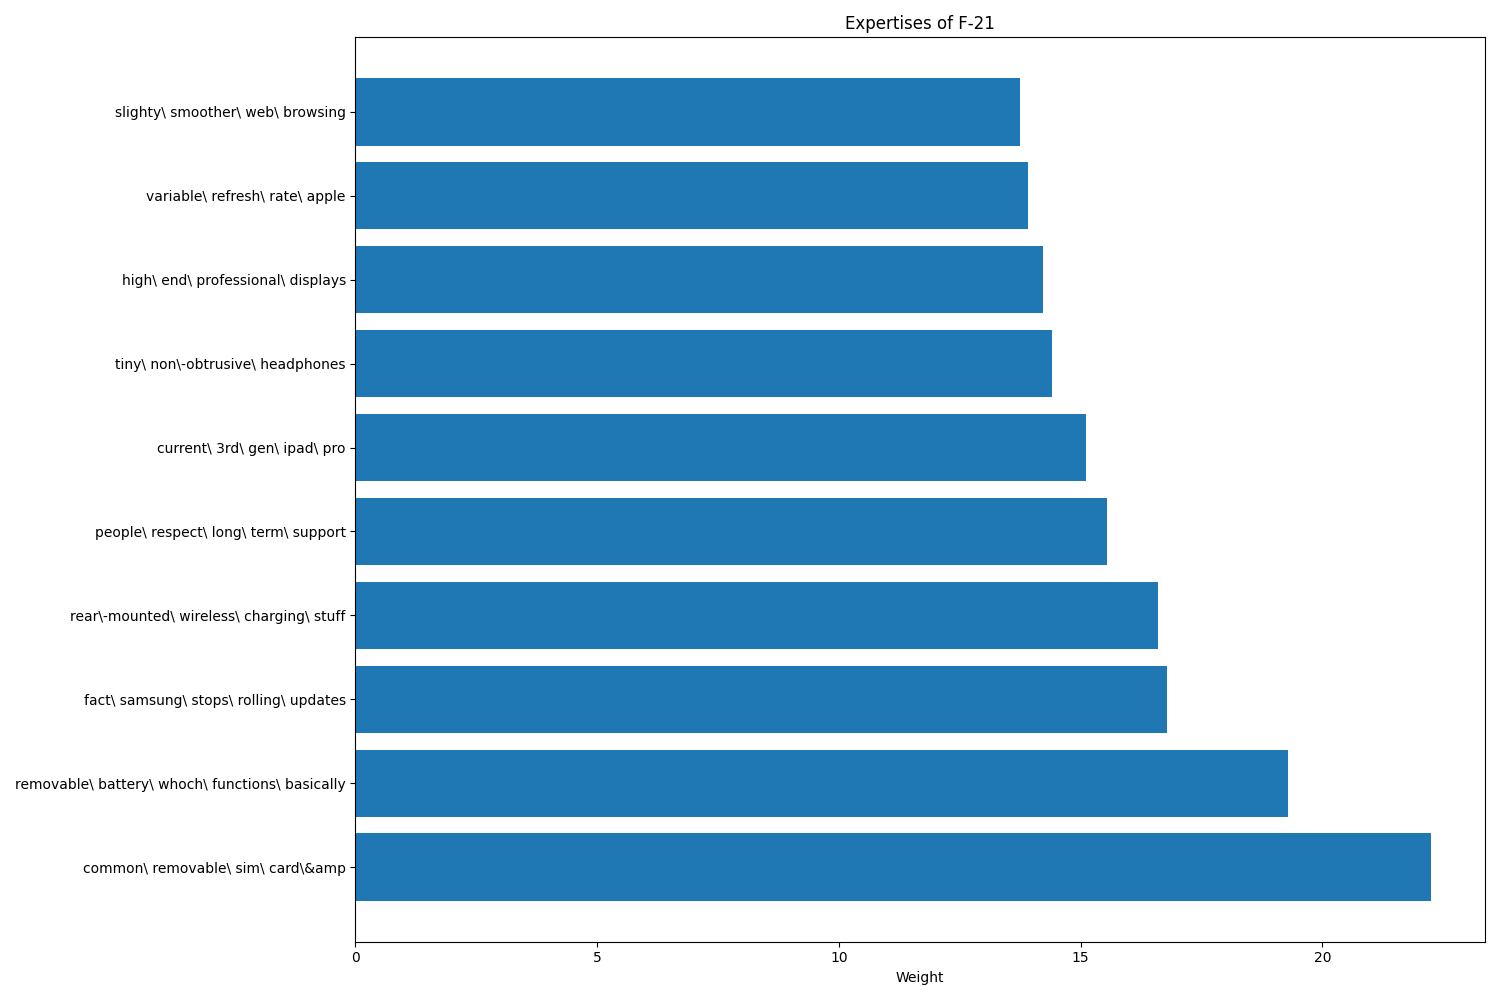 Expertises of F-21
slighty\ smoother\ web\ browsing
variable\ refresh\ rate\ apple
high\ end\ professional\ displays
tiny\ non\-obtrusive\ headphones
current\ 3rd\ gen\ ipad\ pro
people\ respect\ long\ term\ support
rear\-mounted\ wireless\ charging\ stuff
fact\ samsung\ stops\ rolling\ updates
removable\ battery\ whoch\ functions\ basically
common\ removable\ sim\ card\&amp
0 5 10 15 20
Weight